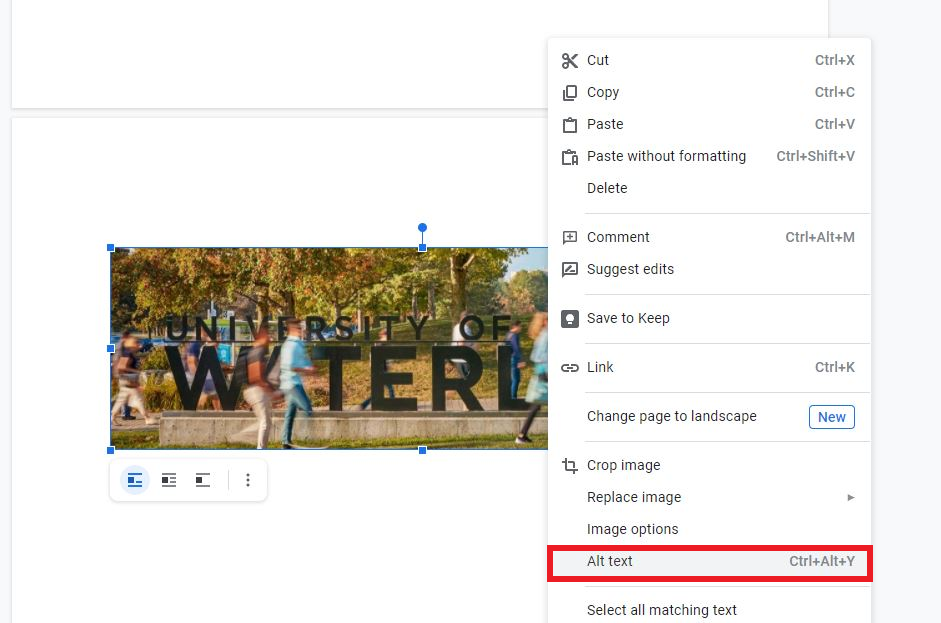 Cut Ctrl+X
Copy Ctrl+C
Paste Ctrl+V
Paste without formatting Ctrl+Shift+V
Delete
Comment Ctrl+Alt+M
Suggest edits
Save to Keep
Link Ctrl+K
Change page to landscape New
Crop image
Replace image
Image options
Alt text Ctrl+Alt+Y
Select all matching text
UNIVERSITY OF
WATERL